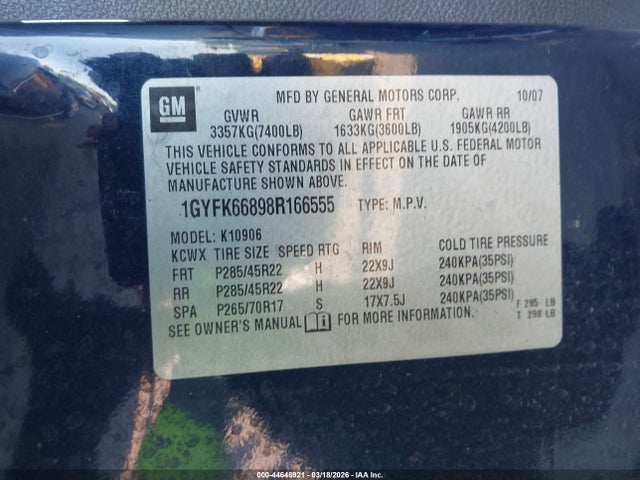 GM
MFD BY GENERAL MOTORS CORP. 10/07
GVWR GAWR FRT GAWR RR
3357KG(7400LB) 1633KG(3600LB) 1905KG(4200LB)
THIS VEHICLE CONFORMS TO ALL APPLICABLE U.S. FEDERAL MOTOR
VEHICLE SAFETY STANDARDS IN EFFECT ON THE DATE OF
MANUFACTURE SHOWN ABOVE.
1GYFK66898R166555 TYPE: M.P.V.
MODEL: K10906
KCWX TIRE SIZE SPEED RTG RIM COLD TIRE PRESSURE
FRT P285/45R22 H 22X9J 240KPA(35PSI)
RR P285/45R22 H 22X9J 240KPA(35PSI)
SPA P265/70R17 S 17X7.5J 240KPA(35PSI)
F 285 LB
T 298 LB
SEE OWNER'S MANUAL i FOR MORE INFORMATION.
000-44646921 - 03/18/2026 - IAA Inc.